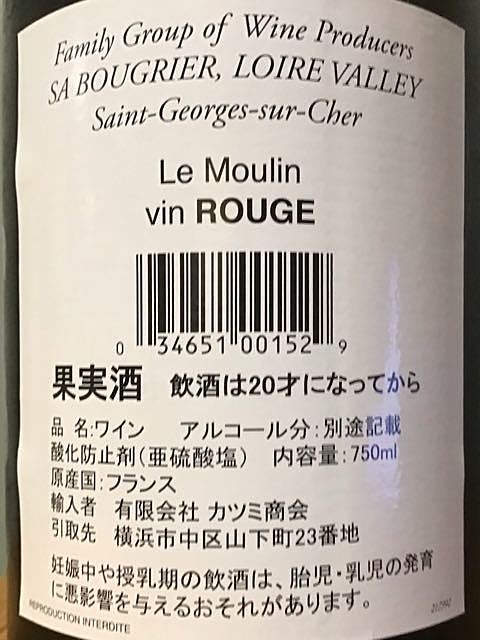 Family Group of Wine Producers
SA BOUGRIER, LOIRE VALLEY
Saint-Georges-sur-Cher
Le Moulin
vin ROUGE
0 34651 00152 9
果実酒 飲酒は20才になってから
品 名:ワイン アルコール分:別途記載
酸化防止剤(亜硫酸塩) 内容量:750ml
原産国:フランス
輸入者 有限会社 カツミ商会
引取先 横浜市中区山下町23番地
妊娠中や授乳期の飲酒は、胎児・乳児の発育
に悪影響を与えるおそれがあります。
REPRODUCTION INTERDITE